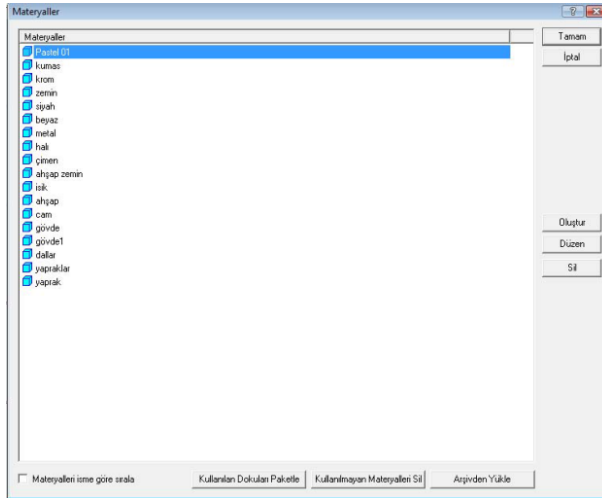 Materyaller
Materyaller
Tamam
Pastel 01
İptal
kumas
krom
zemin
siyah
beyaz
metal
halı
çimen
ahşap zemin
isik
ahşap
cam
Oluştur
gövde
gövde1
Düzen
dallar
yapraklar
Sil
yaprak
Materyalleri isme göre sırala
Kullanılan Dokuları Paketle
Kullanılmayan Materyalleri Sil
Arşivden Yükle